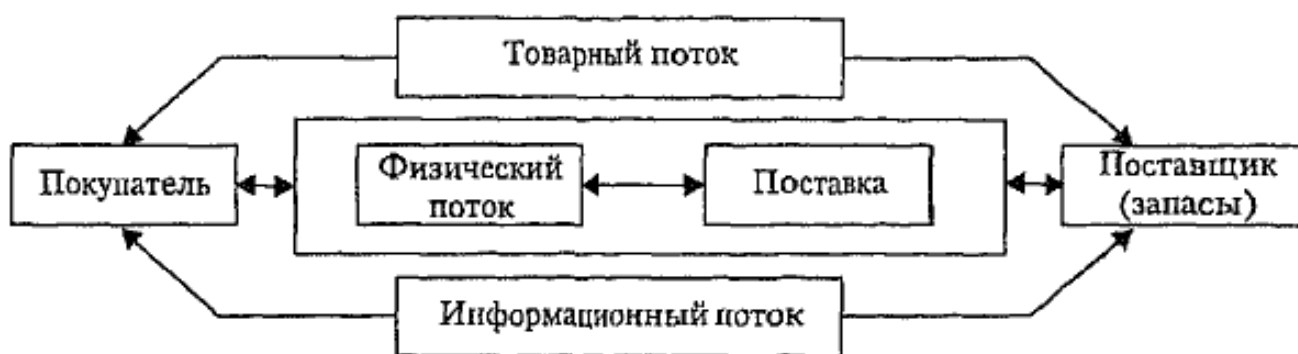 Товарный поток
Покупатель
Физический
поток
Поставка
Поставщик
(запасы)
Информационный поток